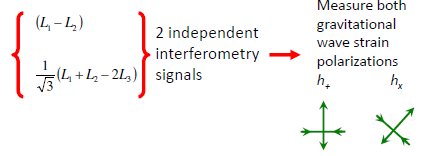 (L₁ – L₂)
1/√3 (L₁ + L₂ – 2L₃)
2 independent
interferometry
signals
Measure both
gravitational
wave strain
polarizations
h₊ hₓ